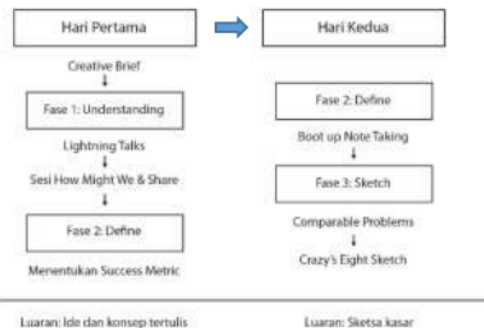 Hari Pertama
Creative Brief
Fase 1: Understanding
Lightning Talks
Sesi How Might We & Share
Fase 2: Define
Menentukan Success Metric
Luaran: Ide dan konsep tertulis
Hari Kedua
Fase 2: Define
Boot up Note Taking
Fase 3: Sketch
Comparable Problems
Crazy's Eight Sketch
Luaran: Sketsa kasar